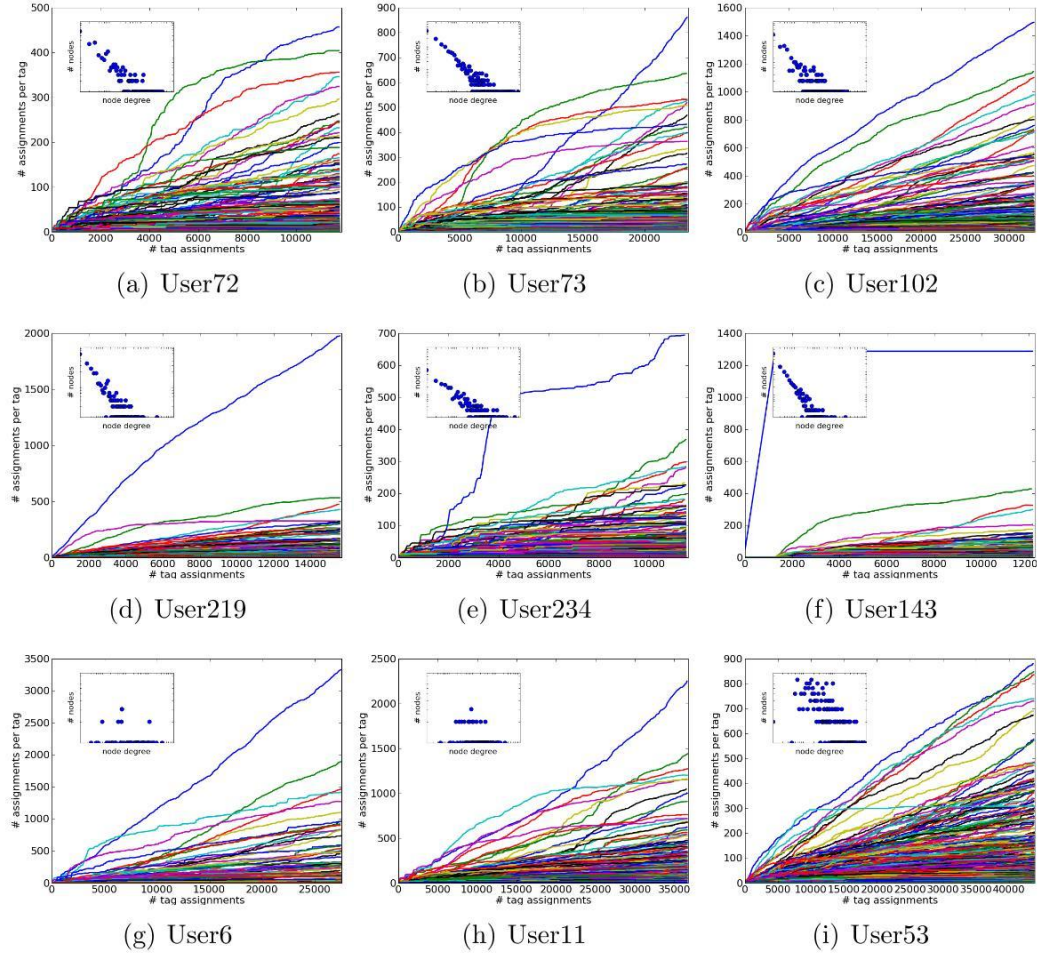 500
400
300
200
100
0
0 2000 4000 6000 8000 10000
# assignments per tag
# tag assignments
# nodes
node degree
(a) User72
900
800
700
600
500
400
300
200
100
0
0 5000 10000 15000 20000
# assignments per tag
# tag assignments
# nodes
node degree
(b) User73
1600
1400
1200
1000
800
600
400
200
0
0 5000 10000 15000 20000 25000 30000
# assignments per tag
# tag assignments
# nodes
node degree
(c) User102
2000
1500
1000
500
0
0 2000 4000 6000 8000 10000 12000 14000
# assignments per tag
# tag assignments
# nodes
node degree
(d) User219
700
600
500
400
300
200
100
0
0 2000 4000 6000 8000 10000
# assignments per tag
# tag assignments
# nodes
node degree
(e) User234
1400
1200
1000
800
600
400
200
0
0 2000 4000 6000 8000 10000 1200
# assignments per tag
# tag assignments
# nodes
node degree
(f) User143
3500
3000
2500
2000
1500
1000
500
0
0 5000 10000 15000 20000 25000
# assignments per tag
# tag assignments
# nodes
node degree
(g) User6
2500
2000
1500
1000
500
0
0 5000 10000 15000 20000 25000 30000 35000
# assignments per tag
# tag assignments
# nodes
node degree
(h) User11
900
800
700
600
500
400
300
200
100
0
0 5000 10000 15000 20000 25000 30000 35000 40000
# assignments per tag
# tag assignments
# nodes
node degree
(i) User53